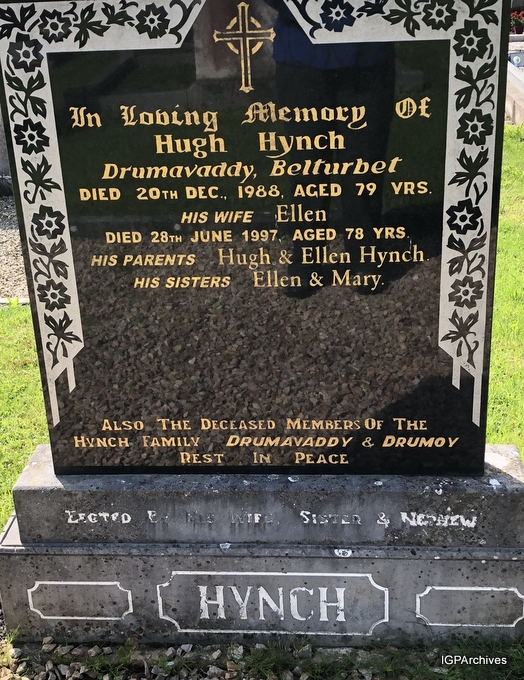 In Loving Memory Of
Hugh Hynch
Drumavaddy, Belturbet
DIED 20TH DEC., 1988, AGED 79 YRS.
HIS WIFE Ellen
DIED 28TH JUNE 1997, AGED 78 YRS.
HIS PARENTS Hugh & Ellen Hynch.
HIS SISTERS Ellen & Mary.
ALSO THE DECEASED MEMBERS OF THE
HYNCH FAMILY DRUMAVADDY & DRUMOY
REST IN PEACE
WIFE, SISTER & NEPHEW
HYNCH
IGPArchives